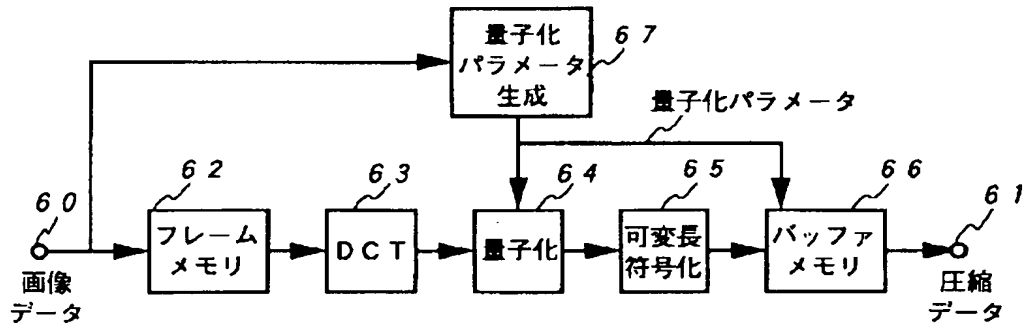 量子化
パラメータ
生成
67
量子化パラメータ
60
62
63
64
65
66
61
フレーム
メモリ
DCT
量子化
可変長
符号化
バッファ
メモリ
画像
データ
圧縮
データ